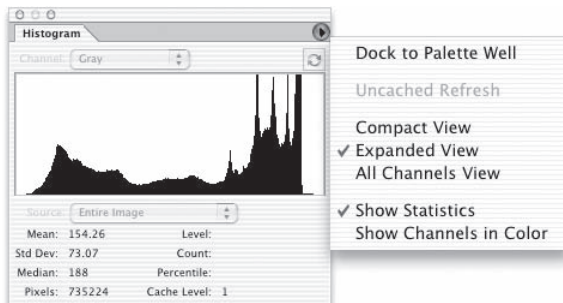 Histogram
Channel: Gray
Source: Entire Image
Mean: 154.26 Level:
Std Dev: 73.07 Count:
Median: 188 Percentile:
Pixels: 735224 Cache Level: 1
Dock to Palette Well
Uncached Refresh
Compact View
Expanded View
All Channels View
Show Statistics
Show Channels in Color